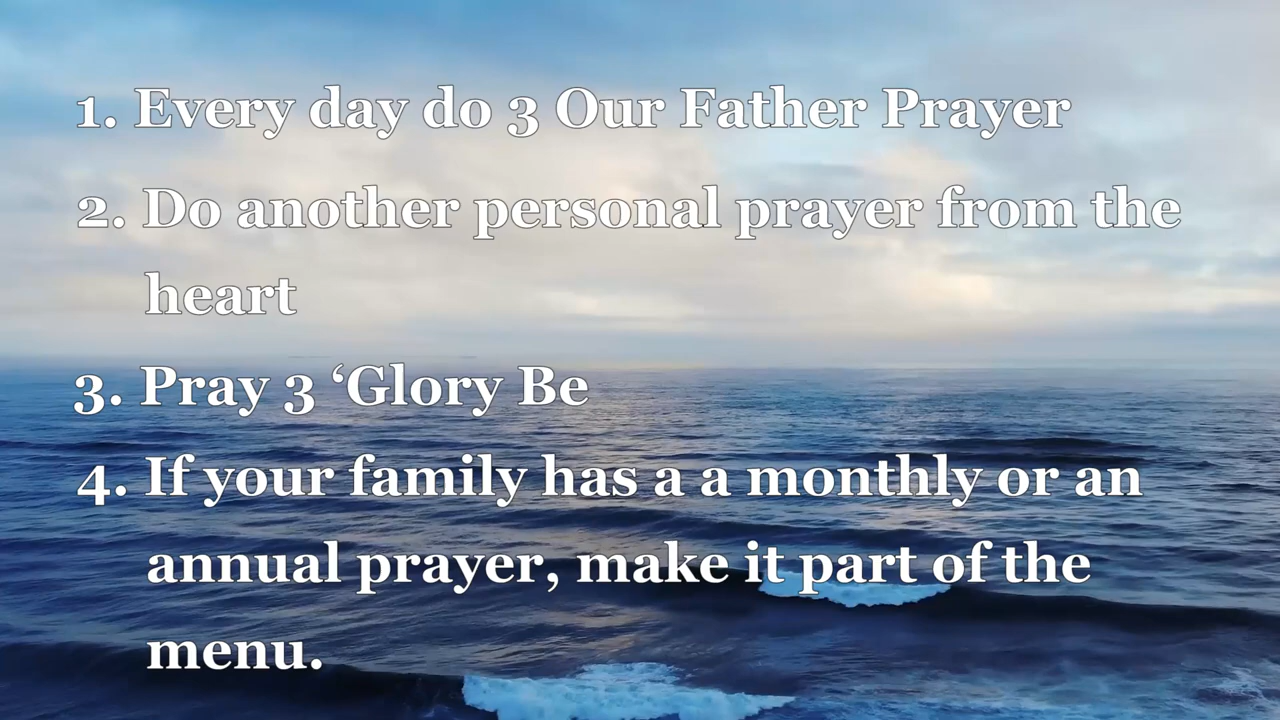 1. Every day do 3 Our Father Prayer
2. Do another personal prayer from the
heart
3. Pray 3 ‘Glory Be
4. If your family has a a monthly or an
annual prayer, make it part of the
menu.